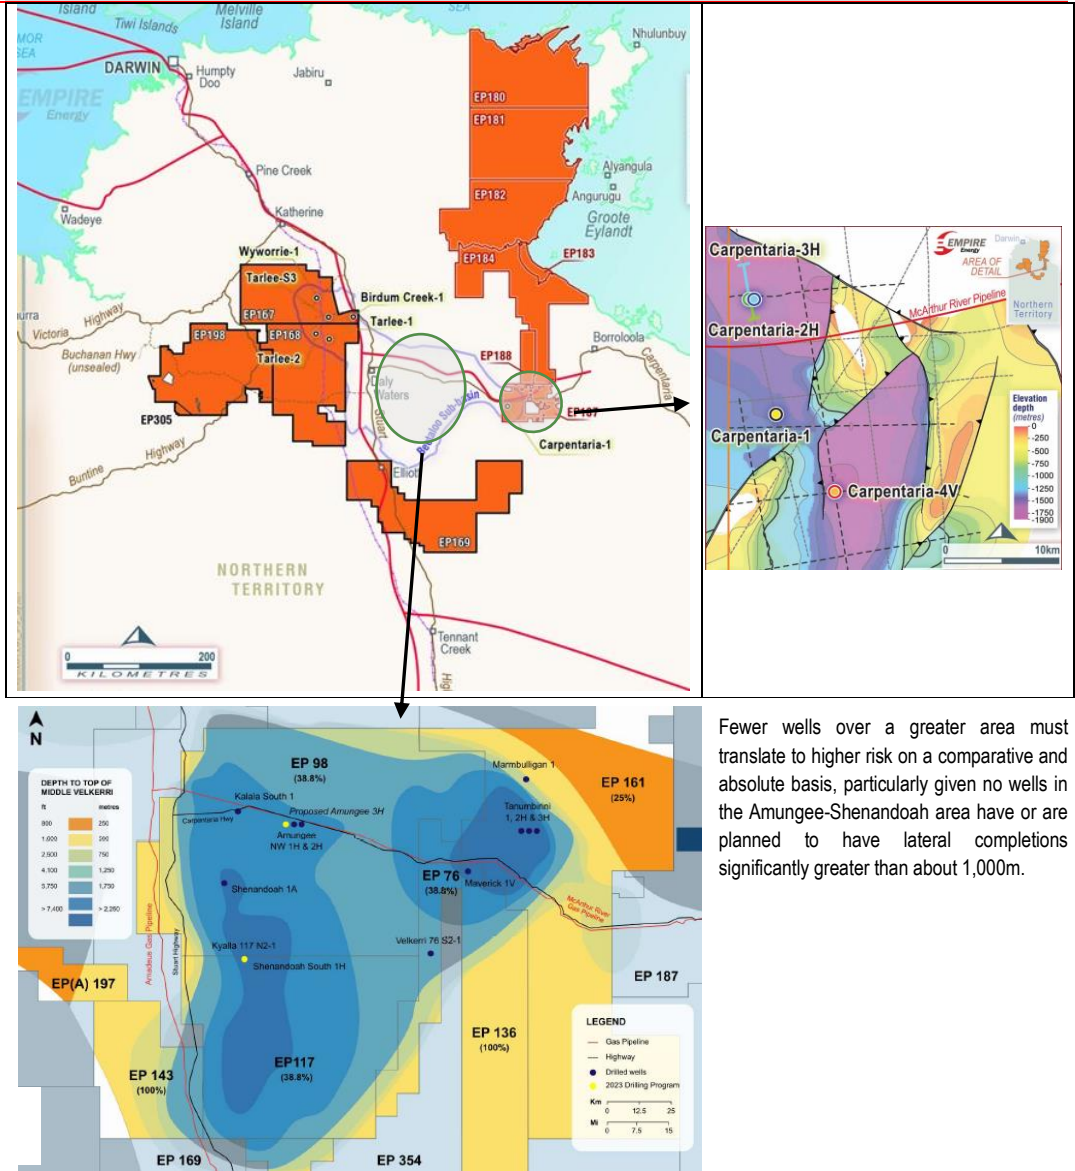 Island
Melville
Island
SEA
Tiwi Islands
MOR
SEA
Nhulunbuy
DARWIN
Humpty
Doo
Jabiru
EMPIRE
Energy
EP180
EP181
Pine Creek
Alyangula
EP182
Angurugu
Wadeye
Katherine
Groote
Eylandt
Wyworrie-1
EP184
EP183
Tarlee-S3
Birdum Creek-1
EP167
Tarlee-1
urra
Victoria
Highway
EP198
EP168
Borroloola
Buchanan Hwy
(unsealed)
Tarlee-2
EP188
Carpentaria
Daly
Waters
Beetaloo Sub-basin
EP305
Stuart
EP187
Highway
Carpentaria-1
Buntine
Elliott
EP169
NORTHERN
TERRITORY
0 200
KILOMETRES
Tennant
Creek
Carpentaria-3H
EMPIRE
Energy
Darwin
AREA OF
DETAIL
Northern
Territory
McArthur River Pipeline
Carpentaria-2H
Elevation
depth
(metres)
0
-250
-500
-750
-1000
-1250
-1500
-1750
-1900
Carpentaria-1
Carpentaria-4V
0 10km
N
DEPTH TO TOP OF
MIDDLE VELKERRI
ft metres
800 250
1,000 300
2,500 750
4,100 1,250
5,750 1,750
> 7,400 > 2,250
EP 98
(38.8%)
Marmbulligan 1
EP 161
(25%)
Kalala South 1
Proposed Amungee 3H
Tanumbirini
1, 2H & 3H
Carpentaria Hwy
Amungee
NW 1H & 2H
EP 76
(38.8%)
Maverick 1V
Shenandoah 1A
McArthur River
Gas Pipeline
Amadeus Gas Pipeline
Stuart Highway
Kyalla 117 N2-1
Velkerri 76 S2-1
Shenandoah South 1H
EP 187
EP(A) 197
EP 136
(100%)
LEGEND
Gas Pipeline
Highway
Drilled wells
2023 Drilling Program
Km
0 12.5 25
Mi
0 7.5 15
EP117
(38.8%)
EP 143
(100%)
EP 169
EP 354
Fewer wells over a greater area must
translate to higher risk on a comparative and
absolute basis, particularly given no wells in
the Amungee-Shenandoah area have or are
planned to have lateral completions
significantly greater than about 1,000m.